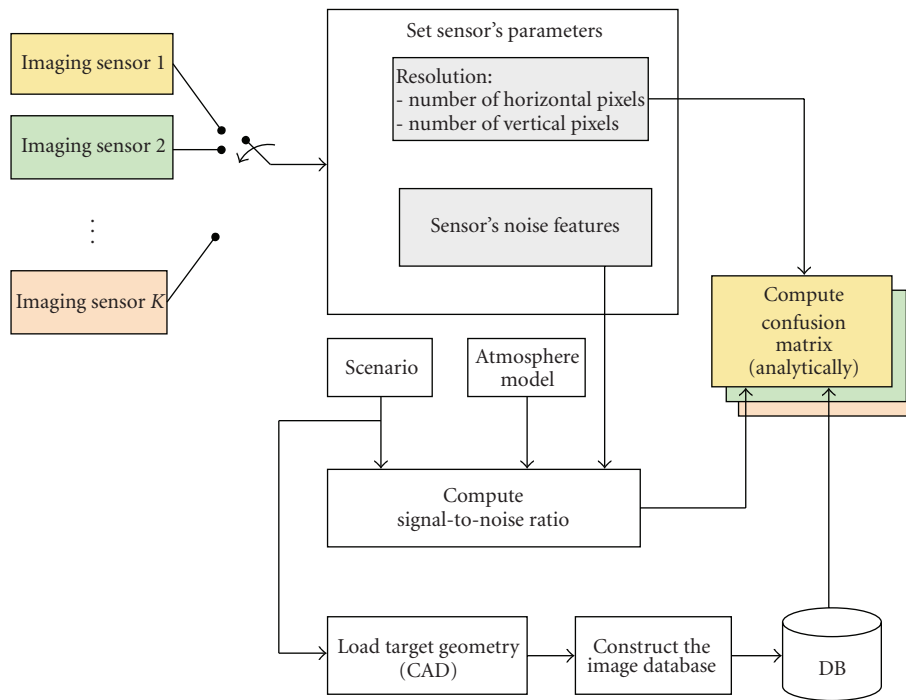 Imaging sensor 1
Imaging sensor 2
⋮
Imaging sensor K
Set sensor’s parameters
Resolution:
- number of horizontal pixels
- number of vertical pixels
Sensor’s noise features
Compute
confusion
matrix
(analytically)
Scenario
Atmosphere
model
Compute
signal-to-noise ratio
Load target geometry
(CAD)
Construct the
image database
DB